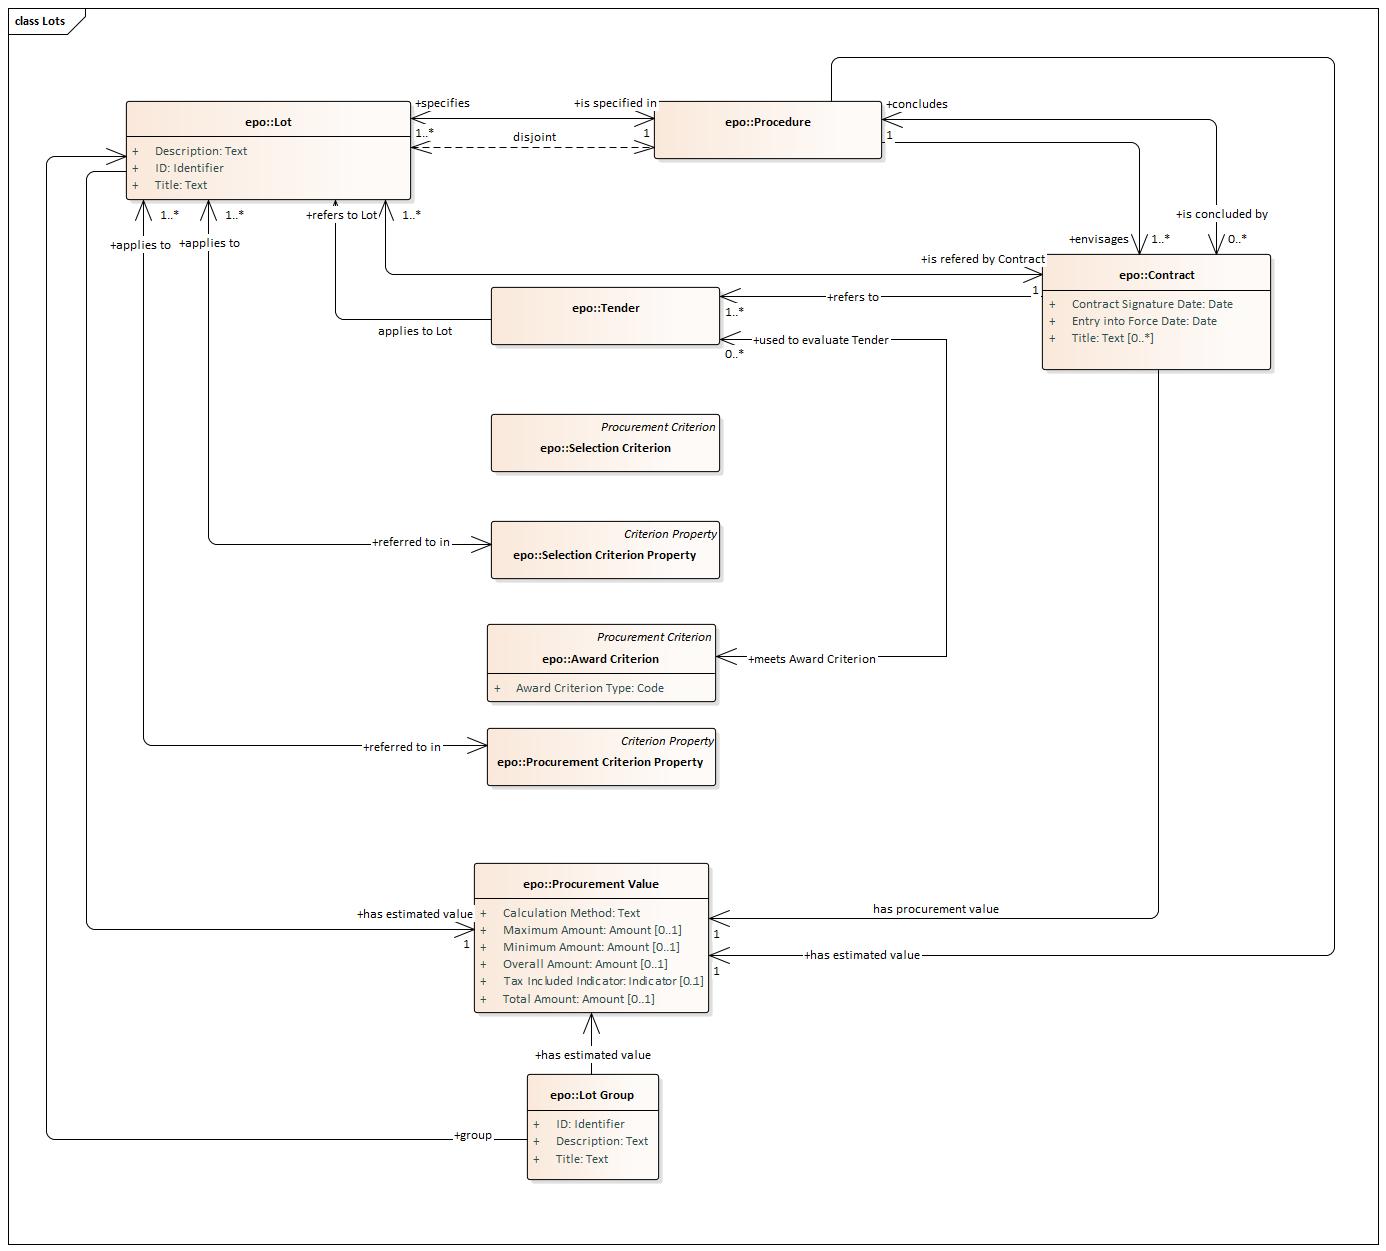 class Lots
epo::Lot
+ Description: Text
+ ID: Identifier
+ Title: Text
+specifies
+is specified in
1..*
1
disjoint
epo::Procedure
+concludes
1
+is concluded by
+envisages
1..*
0..*
1..*
1..*
+refers to Lot
1..*
+applies to
+applies to
+is refered by Contract
1
epo::Contract
+ Contract Signature Date: Date
+ Entry into Force Date: Date
+ Title: Text [0..*]
epo::Tender
+refers to
1..*
applies to Lot
+used to evaluate Tender
0..*
Procurement Criterion
epo::Selection Criterion
Criterion Property
epo::Selection Criterion Property
+referred to in
Procurement Criterion
epo::Award Criterion
+ Award Criterion Type: Code
+meets Award Criterion
Criterion Property
epo::Procurement Criterion Property
+referred to in
epo::Procurement Value
+ Calculation Method: Text
+ Maximum Amount: Amount [0..1]
+ Minimum Amount: Amount [0..1]
+ Overall Amount: Amount [0..1]
+ Tax Included Indicator: Indicator [0.1]
+ Total Amount: Amount [0..1]
+has estimated value
1
has procurement value
1
+has estimated value
1
+has estimated value
epo::Lot Group
+ ID: Identifier
+ Description: Text
+ Title: Text
+group